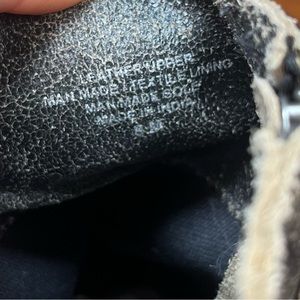 LEATHER UPPER
MAN MADE / TEXTILE LINING
MAN MADE SOLE
MADE IN INDIA